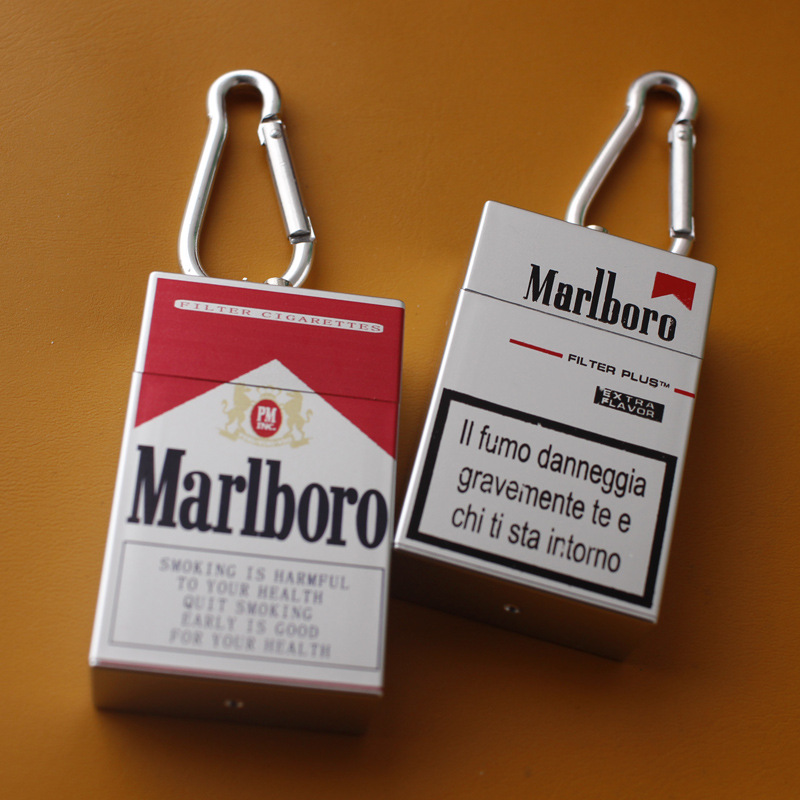 FILTER CIGARETTES
PM
INC.
Marlboro
SMOKING IS HARMFUL
TO YOUR HEALTH
QUIT SMOKING
EARLY IS GOOD
FOR YOUR HEALTH
Marlboro
FILTER PLUS™
EXTRA
FLAVOR
Il fumo danneggia
gravemente te e
chi ti sta intorno